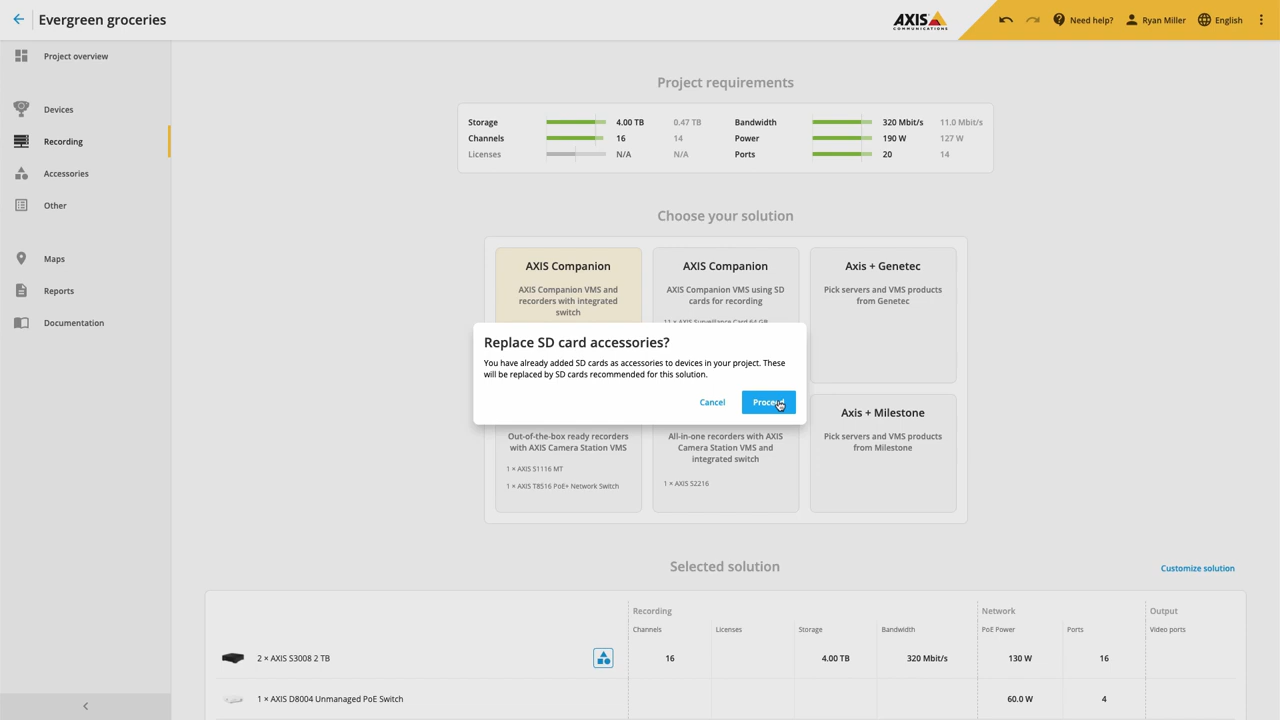 Evergreen groceries
AXIS
COMMUNICATIONS
Need help?
Ryan Miller
English
Project overview
Devices
Recording
Accessories
Other
Maps
Reports
Documentation
Project requirements
Storage 4.00 TB 0.47 TB
Channels 16 14
Licenses N/A N/A
Bandwidth 320 Mbit/s 11.0 Mbit/s
Power 190 W 127 W
Ports 20 14
Choose your solution
AXIS Companion
AXIS Companion VMS and
recorders with integrated
switch
AXIS Companion
AXIS Companion VMS using SD
cards for recording
11 × AXIS Surveillance Card 64 GB
Axis + Genetec
Pick servers and VMS products
from Genetec
Replace SD card accessories?
You have already added SD cards as accessories to devices in your project. These
will be replaced by SD cards recommended for this solution.
Cancel
Proceed
Out-of-the-box ready recorders
with AXIS Camera Station VMS
1 × AXIS S1116 MT
1 × AXIS T8516 PoE+ Network Switch
All-in-one recorders with AXIS
Camera Station VMS and
integrated switch
1 × AXIS S2216
Axis + Milestone
Pick servers and VMS products
from Milestone
Selected solution
Customize solution
Recording Network Output
Channels Licenses Storage Bandwidth PoE Power Ports Video ports
2 × AXIS S3008 2 TB 16 4.00 TB 320 Mbit/s 130 W 16
1 × AXIS D8004 Unmanaged PoE Switch 60.0 W 4